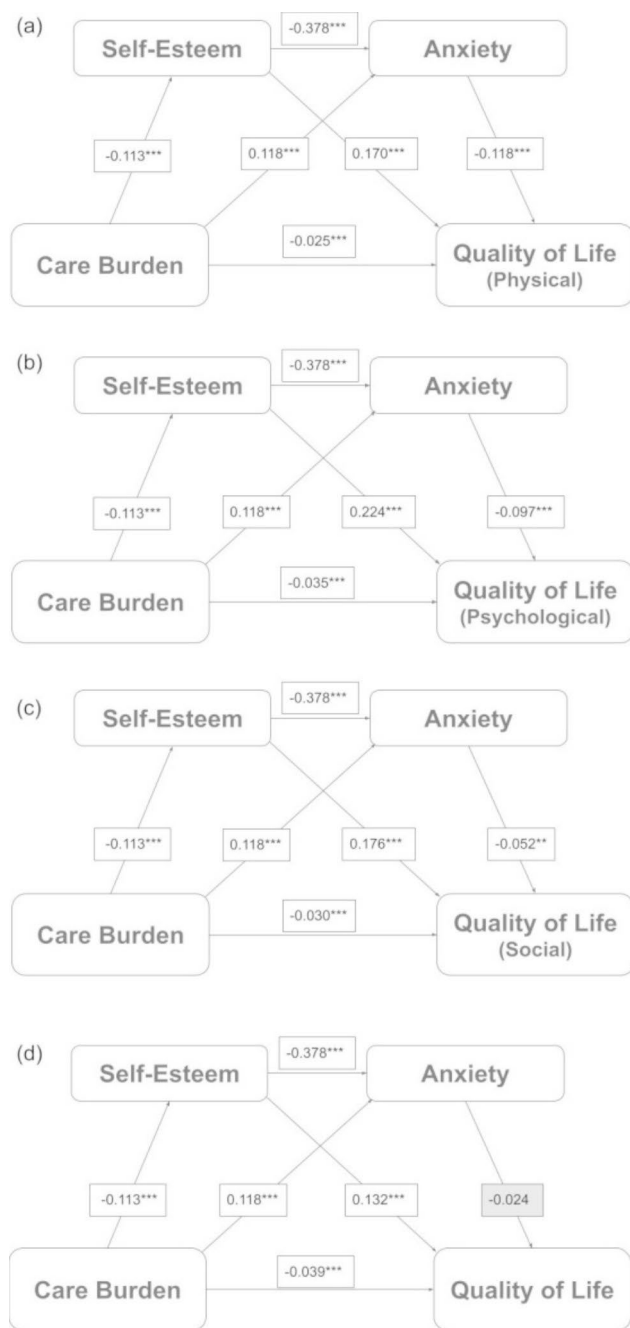 (a)
-0.378***
Self-Esteem
Anxiety
-0.113***
0.118***
0.170***
-0.118***
-0.025***
Care Burden
Quality of Life
(Physical)
(b)
-0.378***
Self-Esteem
Anxiety
-0.113***
0.118***
0.224***
-0.097***
-0.035***
Care Burden
Quality of Life
(Psychological)
(c)
-0.378***
Self-Esteem
Anxiety
-0.113***
0.118***
0.176***
-0.052**
-0.030***
Care Burden
Quality of Life
(Social)
(d)
-0.378***
Self-Esteem
Anxiety
-0.113***
0.118***
0.132***
-0.024
-0.039***
Care Burden
Quality of Life